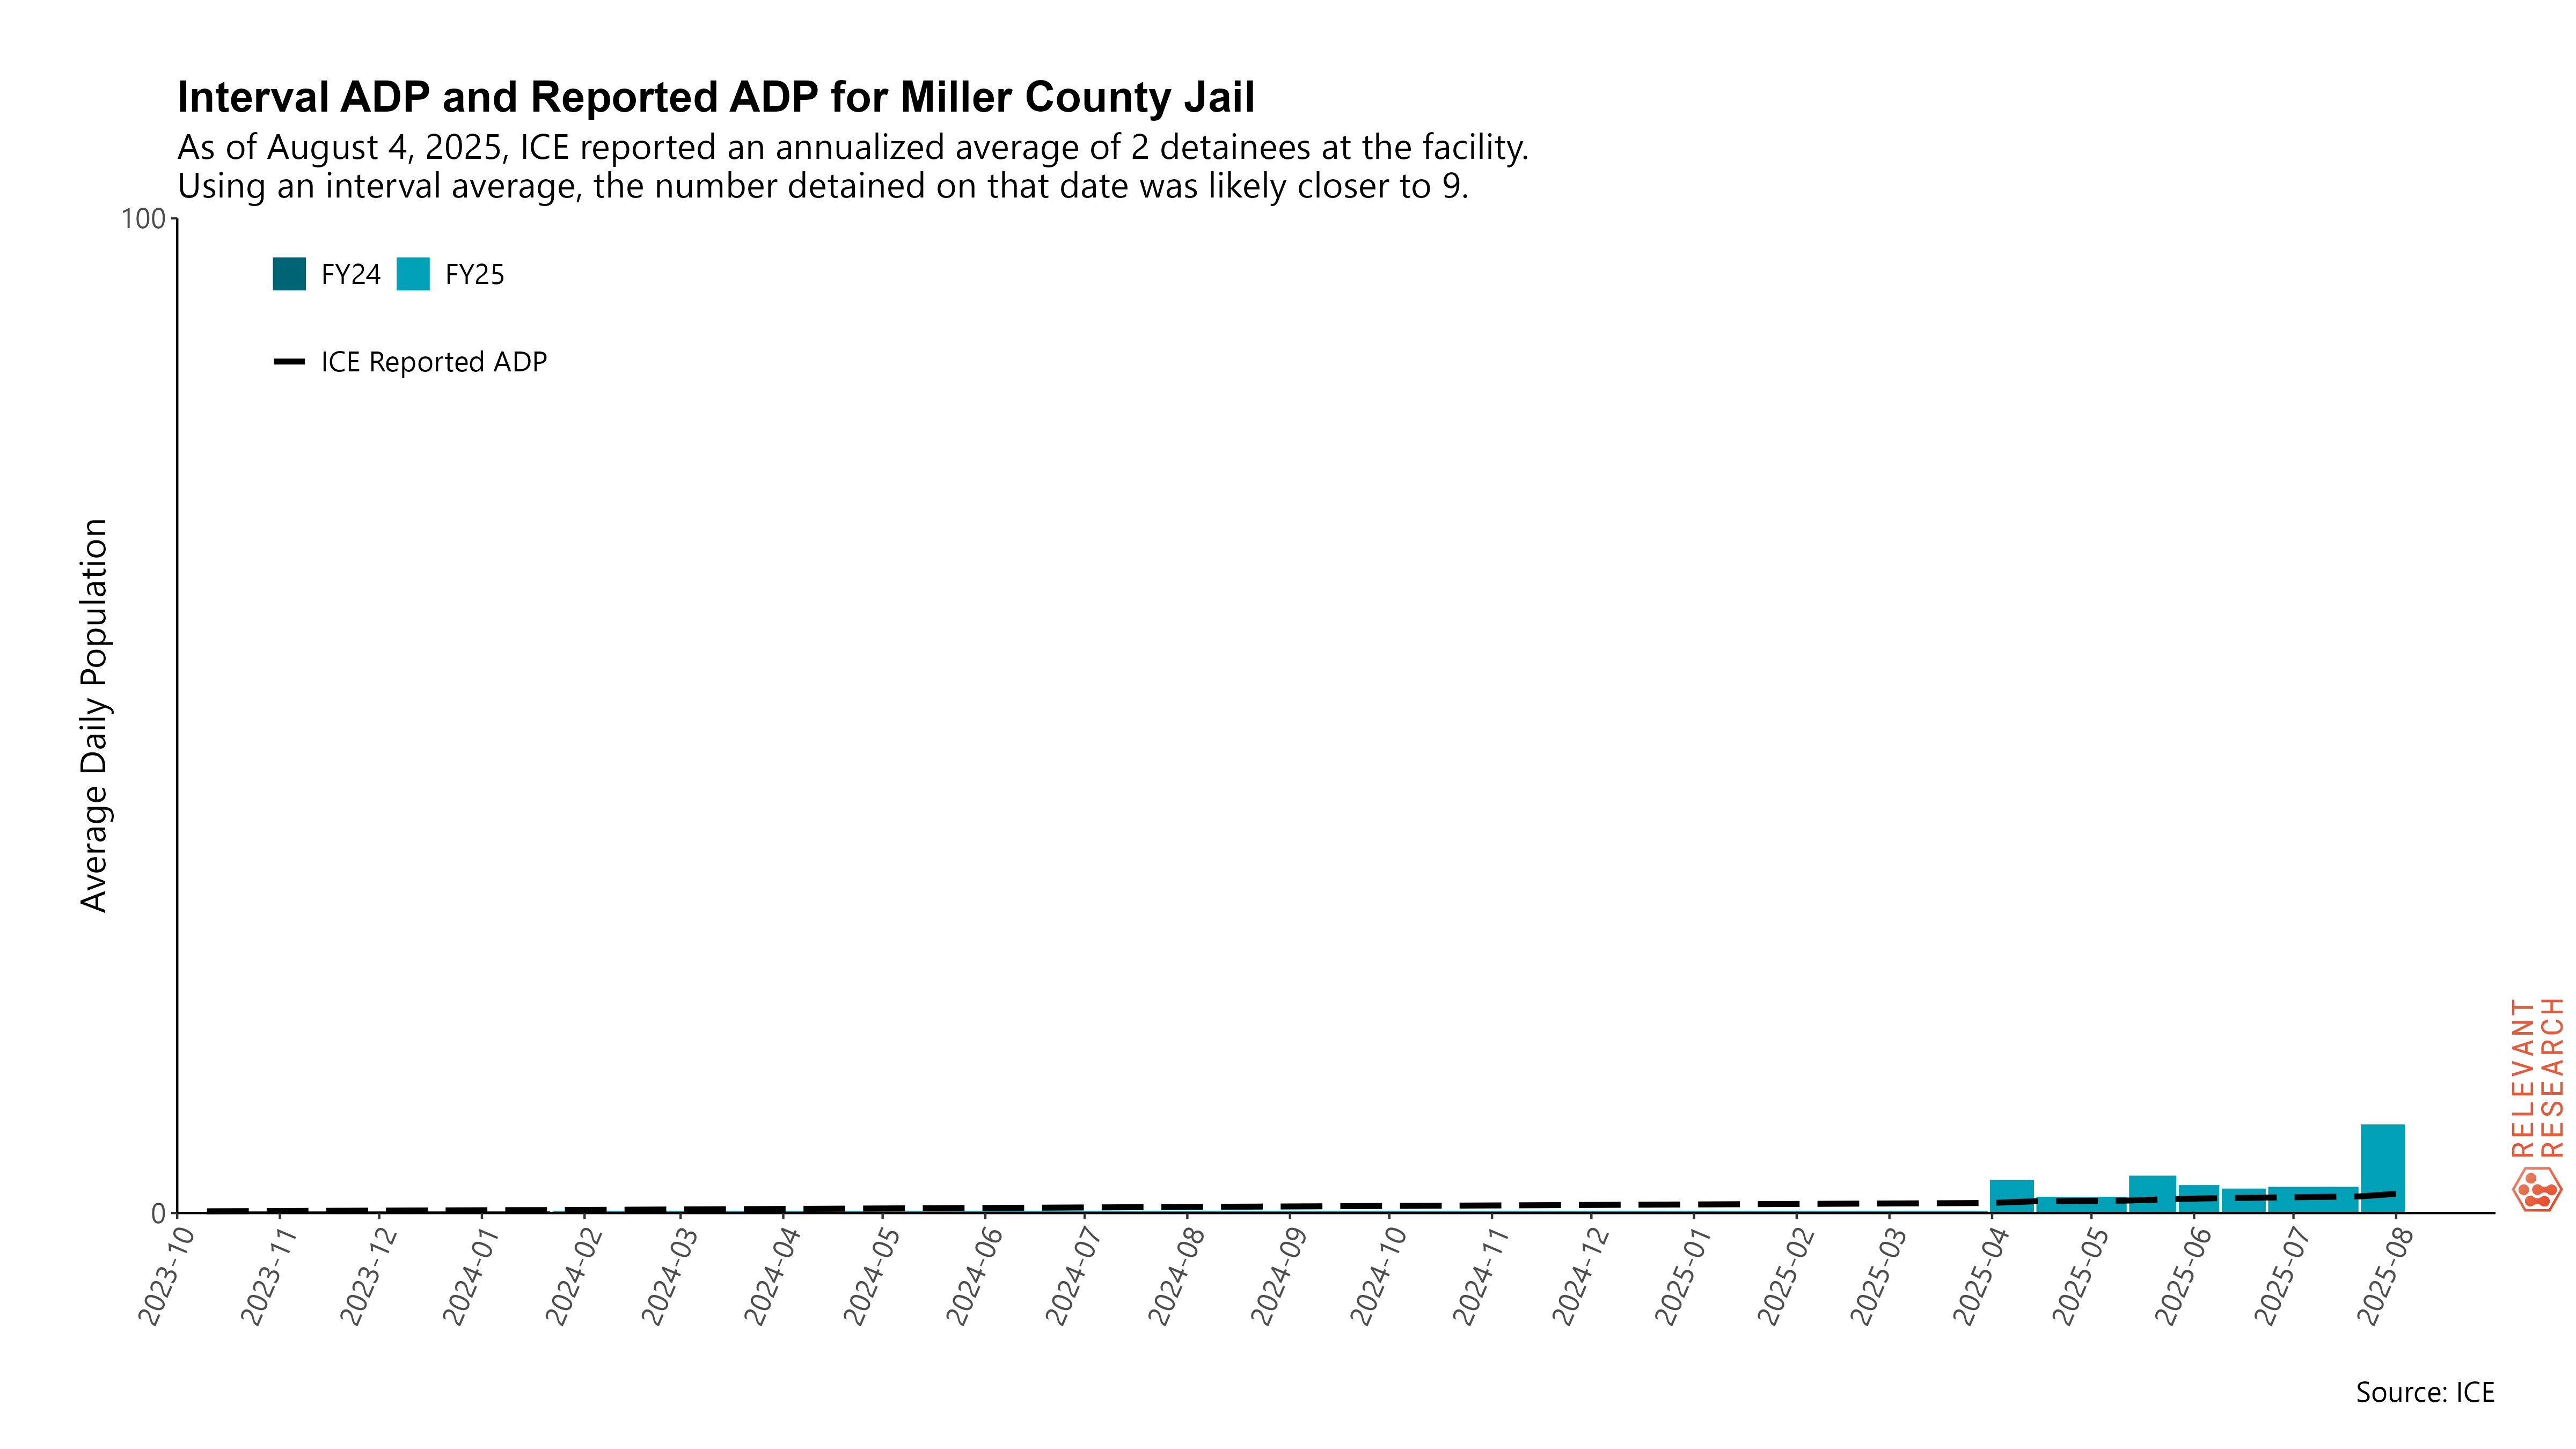 Interval ADP and Reported ADP for Miller County Jail
As of August 4, 2025, ICE reported an annualized average of 2 detainees at the facility.
Using an interval average, the number detained on that date was likely closer to 9.
100
FY24
FY25
ICE Reported ADP
Average Daily Population
0
2023-10
2023-11
2023-12
2024-01
2024-02
2024-03
2024-04
2024-05
2024-06
2024-07
2024-08
2024-09
2024-10
2024-11
2024-12
2025-01
2025-02
2025-03
2025-04
2025-05
2025-06
2025-07
2025-08
RELEVANT
RESEARCH
Source: ICE